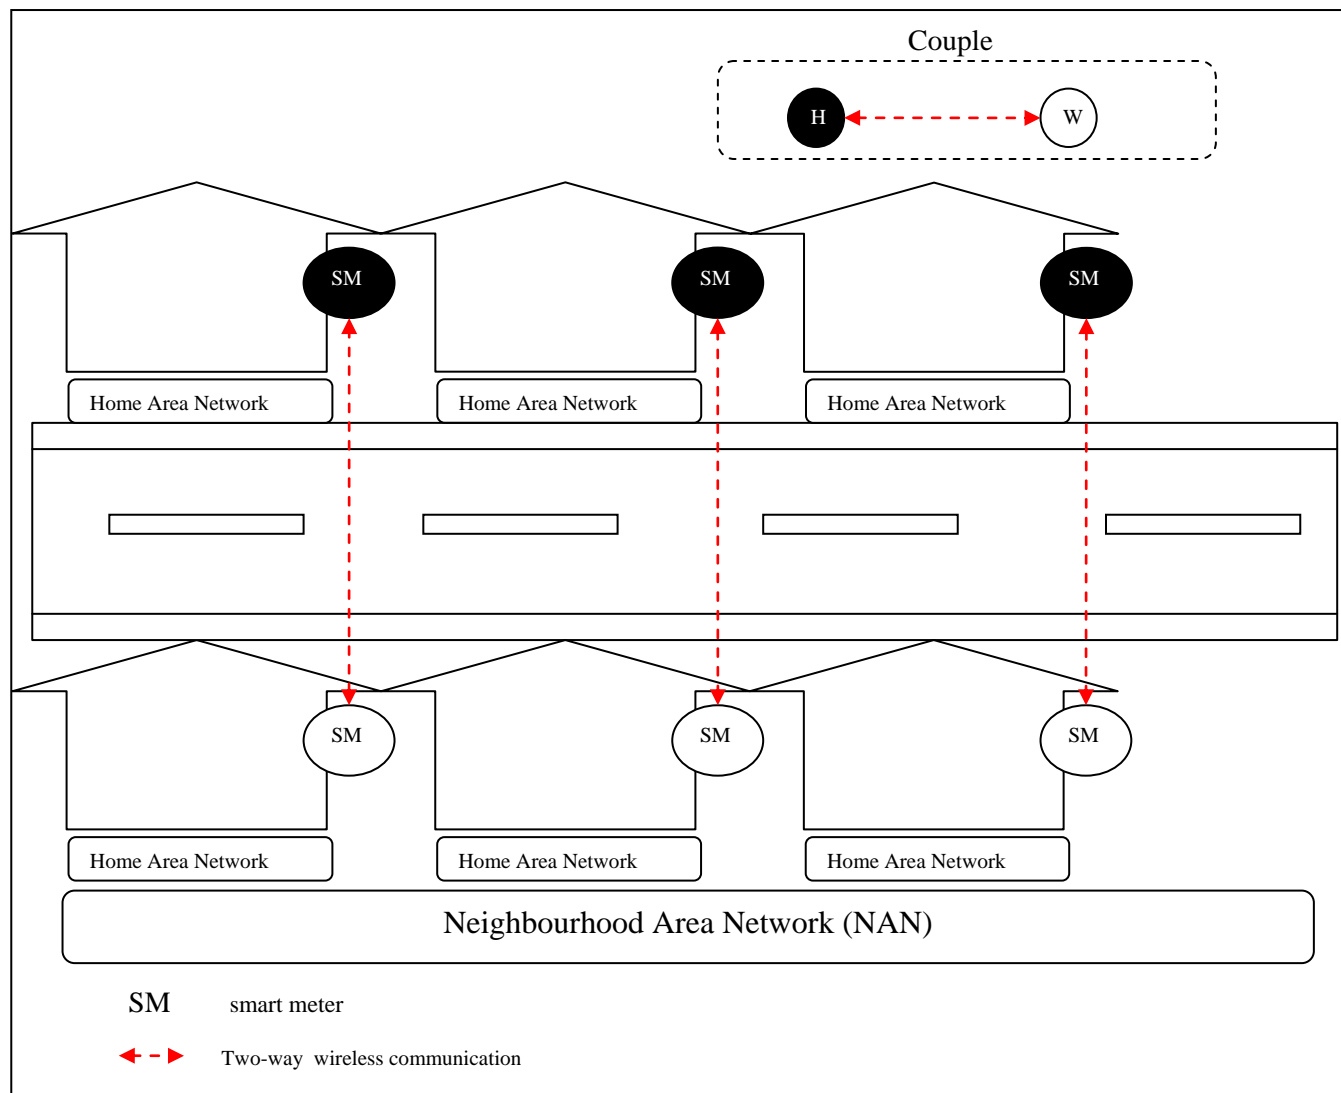 Couple
H W
SM SM SM
Home Area Network Home Area Network Home Area Network
SM SM SM
Home Area Network Home Area Network Home Area Network
Neighbourhood Area Network (NAN)
SM smart meter
Two-way wireless communication